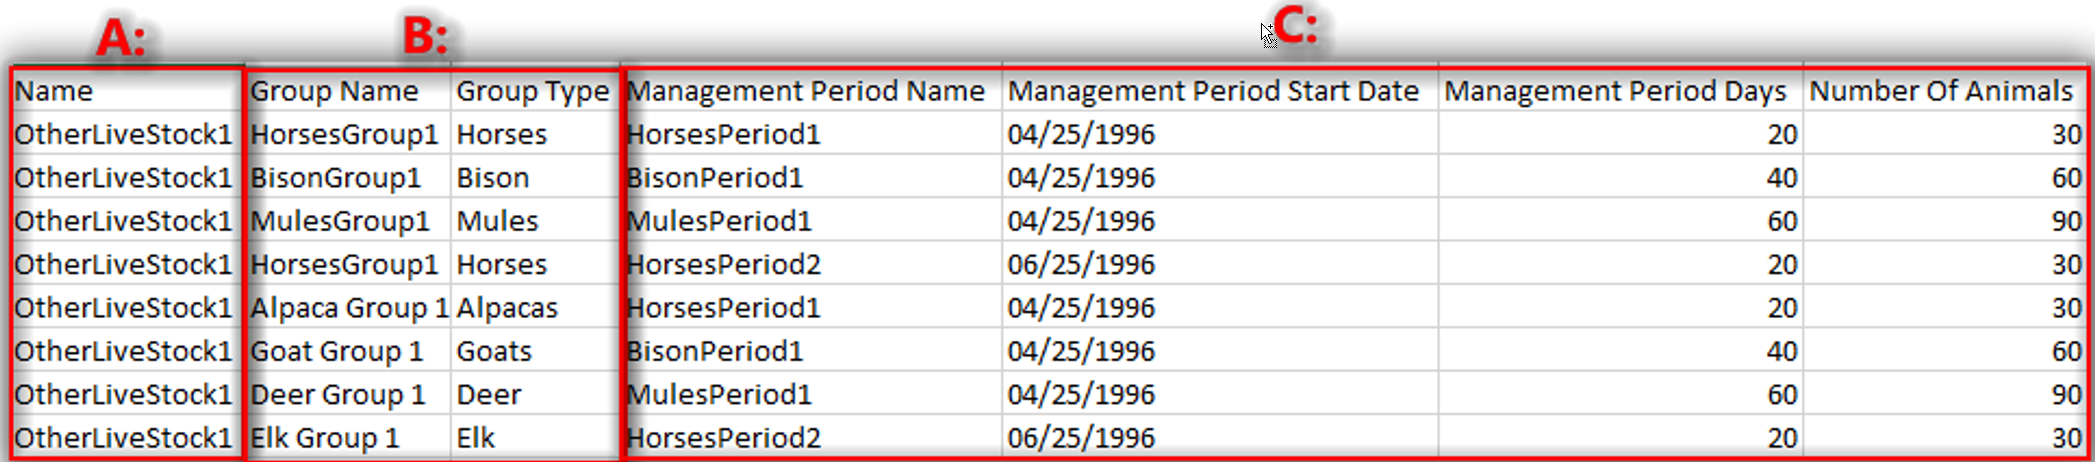 A: B: C:
Name Group Name Group Type Management Period Name Management Period Start Date Management Period Days Number Of Animals
OtherLiveStock1 HorsesGroup1 Horses HorsesPeriod1 04/25/1996 20 30
OtherLiveStock1 BisonGroup1 Bison BisonPeriod1 04/25/1996 40 60
OtherLiveStock1 MulesGroup1 Mules MulesPeriod1 04/25/1996 60 90
OtherLiveStock1 HorsesGroup1 Horses HorsesPeriod2 06/25/1996 20 30
OtherLiveStock1 Alpaca Group 1 Alpacas HorsesPeriod1 04/25/1996 20 30
OtherLiveStock1 Goat Group 1 Goats BisonPeriod1 04/25/1996 40 60
OtherLiveStock1 Deer Group 1 Deer MulesPeriod1 04/25/1996 60 90
OtherLiveStock1 Elk Group 1 Elk HorsesPeriod2 06/25/1996 20 30